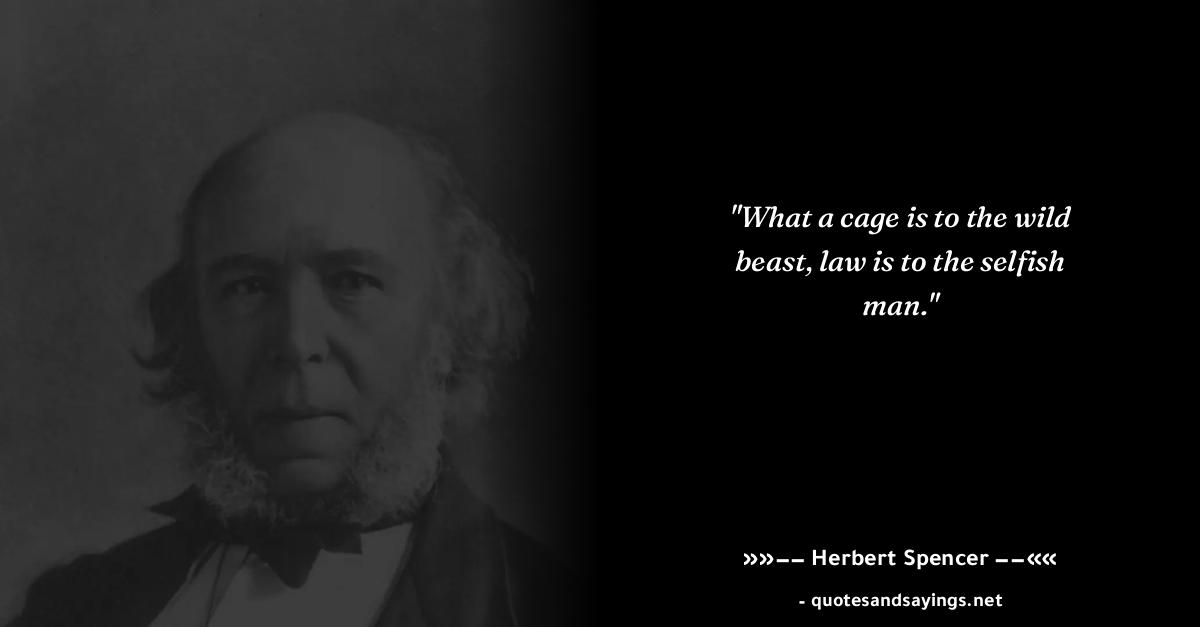 "What a cage is to the wild
beast, law is to the selfish
man."
»»−− Herbert Spencer −−««
- quotesandsayings.net